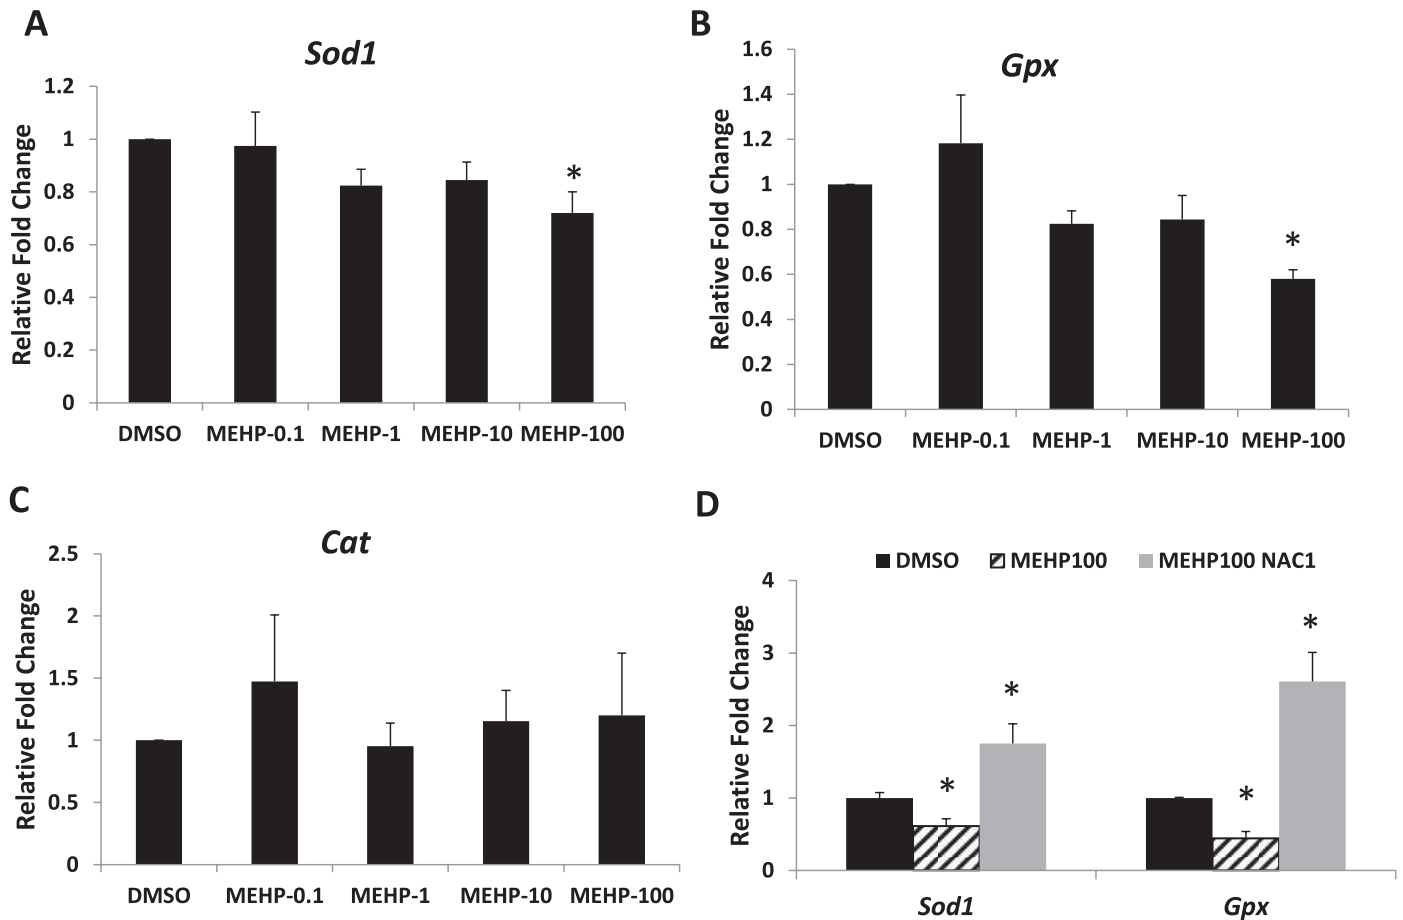 A
Sod1
Relative Fold Change
1.2
1
0.8
0.6
0.4
0.2
0
*
DMSO MEHP-0.1 MEHP-1 MEHP-10 MEHP-100
B
Gpx
Relative Fold Change
1.6
1.4
1.2
1
0.8
0.6
0.4
0.2
0
*
DMSO MEHP-0.1 MEHP-1 MEHP-10 MEHP-100
C
Cat
Relative Fold Change
2.5
2
1.5
1
0.5
0
DMSO MEHP-0.1 MEHP-1 MEHP-10 MEHP-100
D
DMSO MEHP100 MEHP100 NAC1
Relative Fold Change
4
3
2
1
0
* *
* *
Sod1 Gpx